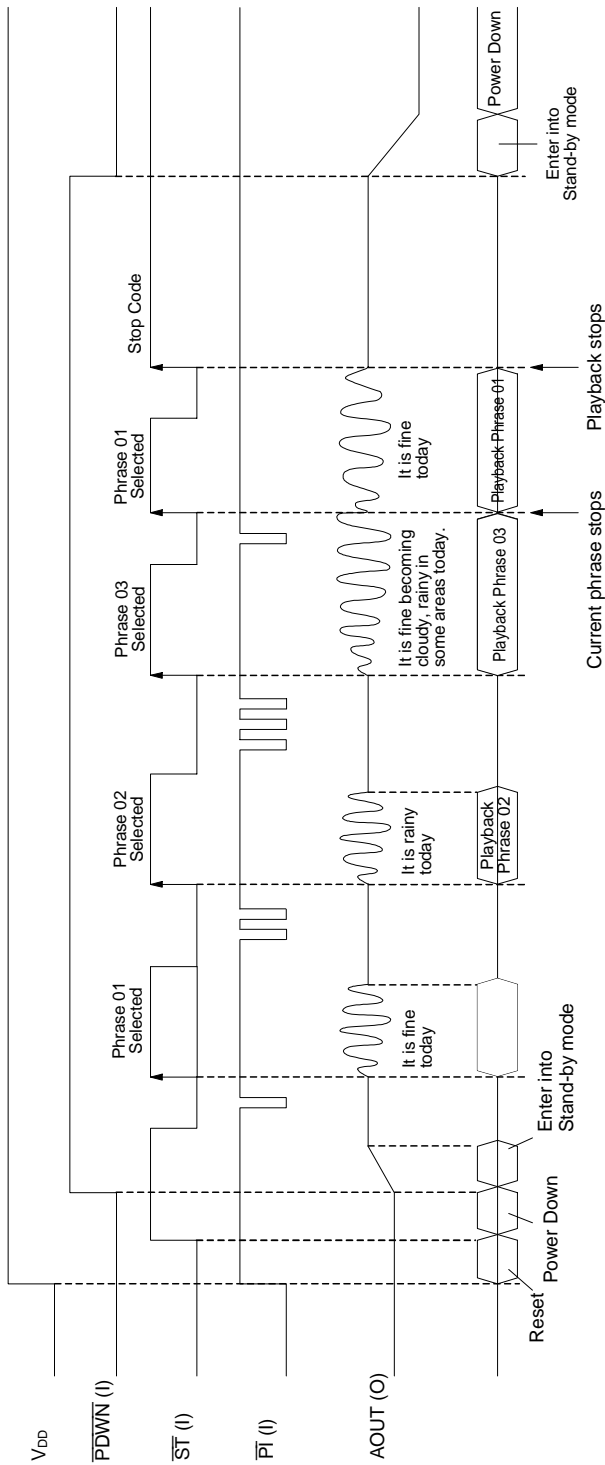 VDD
PDWN (I)
ST (I)
PI (I)
AOUT (O)
Phrase 01
Selected
Phrase 02
Selected
Phrase 03
Selected
Phrase 01
Selected
Stop Code
It is fine
today
It is rainy
today
It is fine becoming
cloudy, rainy in
some areas today.
It is fine
today
Reset
Power Down
Enter into
Stand-by mode
Playback
Phrase 02
Playback Phrase 03
Playback Phrase 01
Power Down
Enter into
Stand-by mode
Current phrase stops
Playback stops